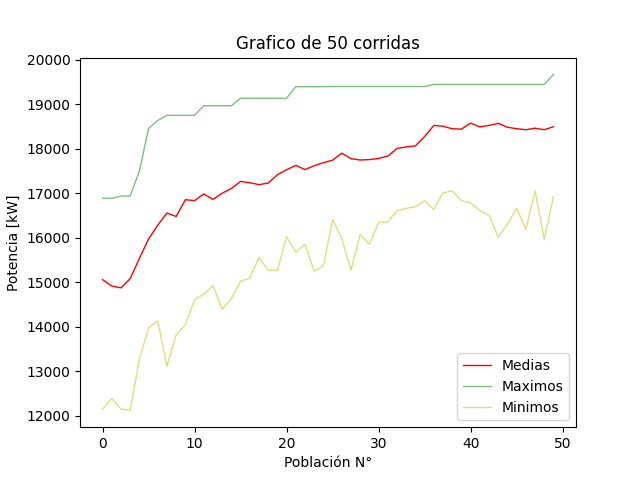 Grafico de 50 corridas
Potencia [kW]
20000
19000
18000
17000
16000
15000
14000
13000
12000
Medias
Maximos
Minimos
0 10 20 30 40 50
Población N°